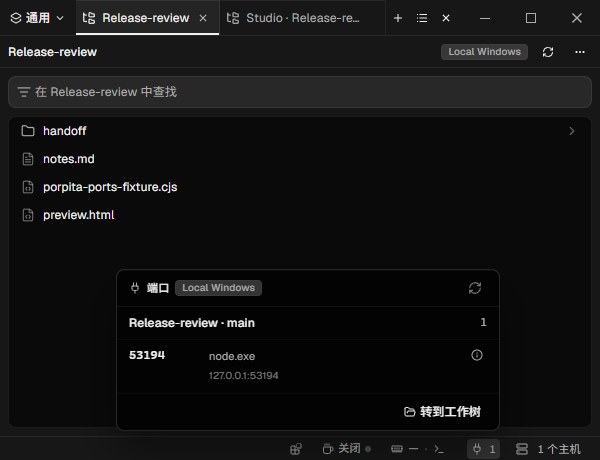 通用 Release-review Studio · Release-re...
Release-review Local Windows
在 Release-review 中查找
handoff
notes.md
porpita-ports-fixture.cjs
preview.html
端口 Local Windows
Release-review · main 1
53194 node.exe
127.0.0.1:53194
转到工作树
关闭 1 1 个主机